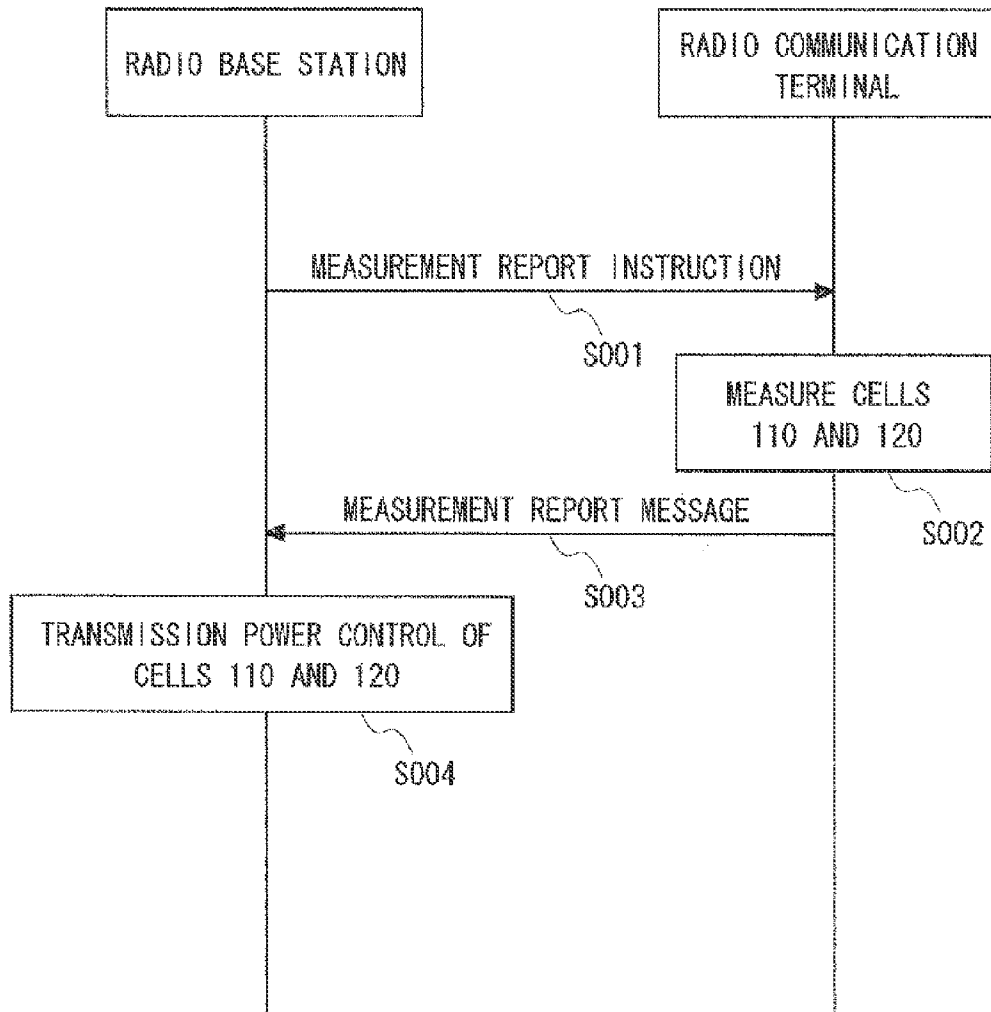 RADIO BASE STATION
RADIO COMMUNICATION
TERMINAL
MEASUREMENT REPORT INSTRUCTION
S001
MEASURE CELLS
110 AND 120
S002
MEASUREMENT REPORT MESSAGE
S003
TRANSMISSION POWER CONTROL OF
CELLS 110 AND 120
S004